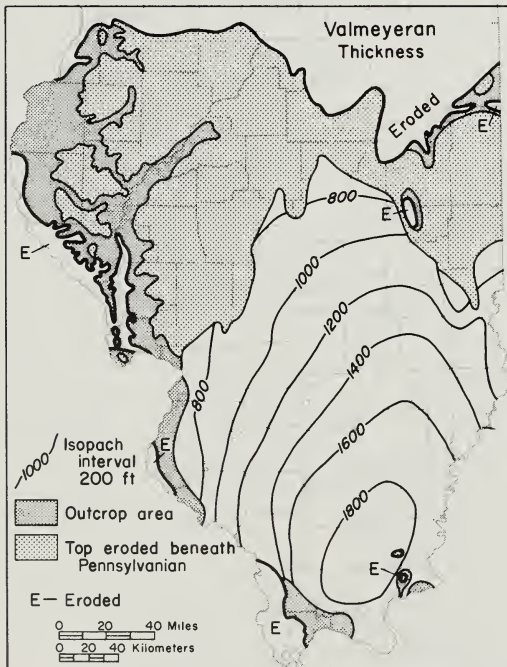 Valmeyeran
Thickness
Eroded
E
800
E
1000
E
1200
1400
800
1600
E
1800
E
E
1000
Isopach
interval
200 ft
Outcrop area
Top eroded beneath
Pennsylvanian
E — Eroded
0 20 40 Miles
0 20 40 Kilometers